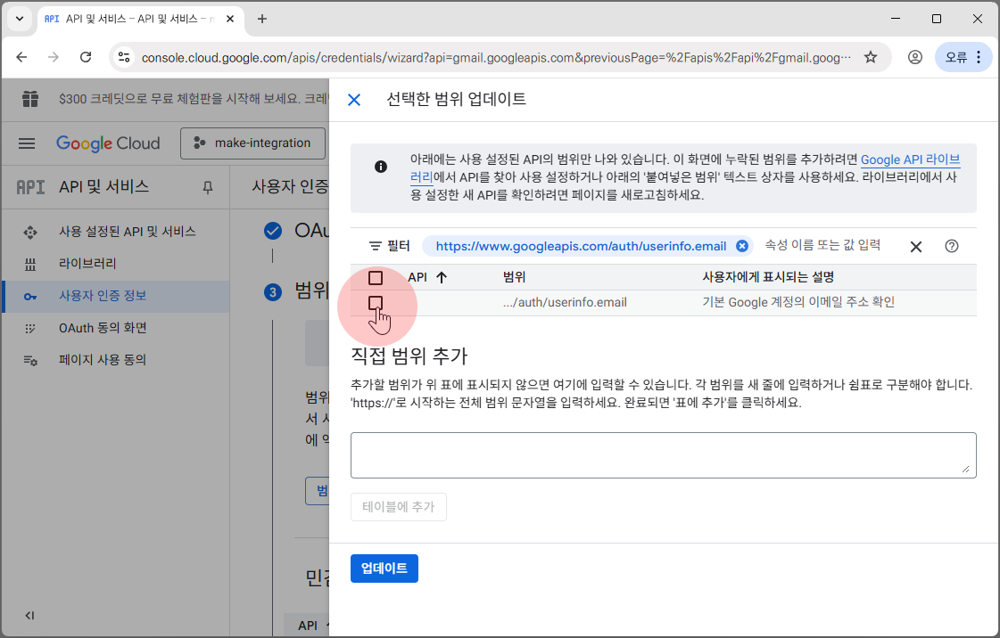 API API 및 서비스 – API 및 서비스 –
console.cloud.google.com/apis/credentials/wizard?api=gmail.googleapis.com&previousPage=%2Fapis%2Fapi%2Fgmail.goog…
오류
$300 크레딧으로 무료 체험판을 시작해 보세요. 크레
선택한 범위 업데이트
Google Cloud
make-integration
API API 및 서비스
사용자 인증
사용 설정된 API 및 서비스
라이브러리
사용자 인증 정보
OAuth 동의 화면
페이지 사용 동의
OAu
3 범위
범위
서 사
에 익
범
민감
API
아래에는 사용 설정된 API의 범위만 나와 있습니다. 이 화면에 누락된 범위를 추가하려면 Google API 라이브
러리에서 API를 찾아 사용 설정하거나 아래의 '붙여넣은 범위' 텍스트 상자를 사용하세요. 라이브러리에서 사
용 설정한 새 API를 확인하려면 페이지를 새로고침하세요.
필터 https://www.googleapis.com/auth/userinfo.email 속성 이름 또는 값 입력
API 범위 사용자에게 표시되는 설명
.../auth/userinfo.email 기본 Google 계정의 이메일 주소 확인
직접 범위 추가
추가할 범위가 위 표에 표시되지 않으면 여기에 입력할 수 있습니다. 각 범위를 새 줄에 입력하거나 쉼표로 구분해야 합니다.
'https://'로 시작하는 전체 범위 문자열을 입력하세요. 완료되면 '표에 추가'를 클릭하세요.
테이블에 추가
업데이트